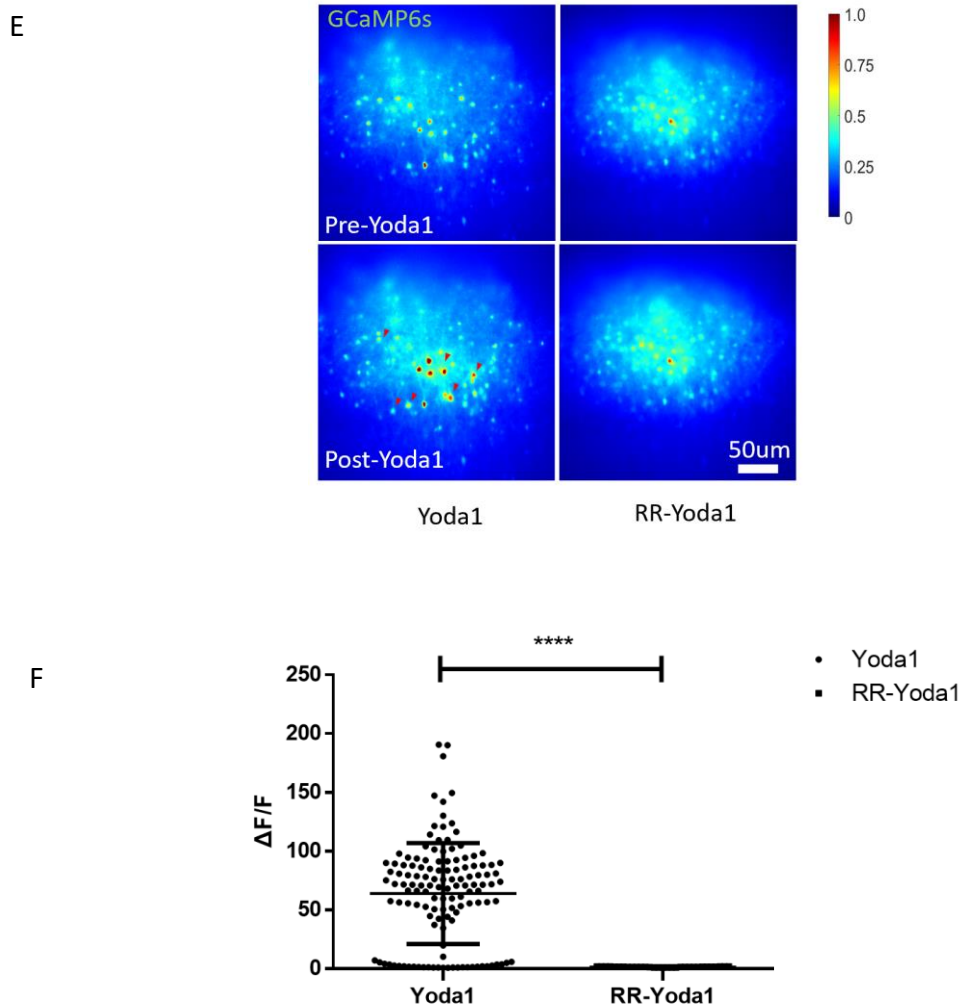 E
GCaMP6s
Pre-Yoda1
Post-Yoda1
50um
1.0
0.75
0.5
0.25
0
Yoda1
RR-Yoda1
F
****
Yoda1
RR-Yoda1
250
200
150
100
50
0
ΔF/F
Yoda1
RR-Yoda1